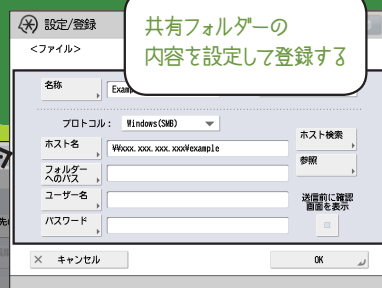 設定/登録
共有フォルダーの
内容を設定して登録する
<ファイル>
名称 Exam
プロトコル: Windows(SMB)
ホスト検索
ホスト名 ¥¥xxx.xxx.xxx.xxx¥example
参照
フォルダー
へのパス
ユーザー名
送信前に確認
画面を表示
パスワード
× キャンセル OK